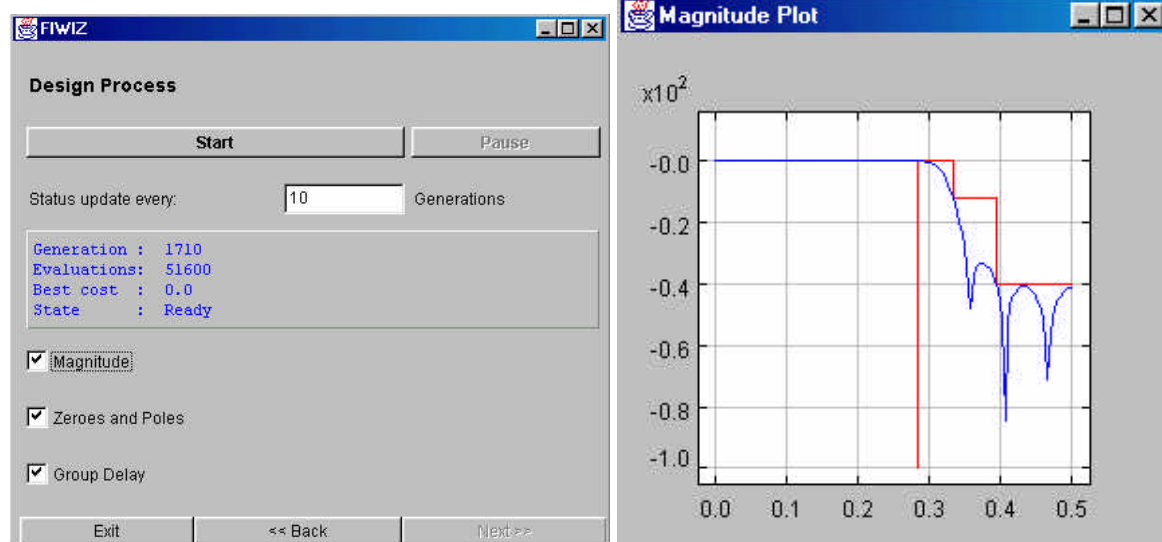 FIWIZ
Design Process
Start Pause
Status update every: 10 Generations
Generation : 1710
Evaluations: 51600
Best cost : 0.0
State : Ready
Magnitude
Zeroes and Poles
Group Delay
Exit << Back Next >>
Magnitude Plot
x10^2
-0.0
-0.2
-0.4
-0.6
-0.8
-1.0
0.0 0.1 0.2 0.3 0.4 0.5